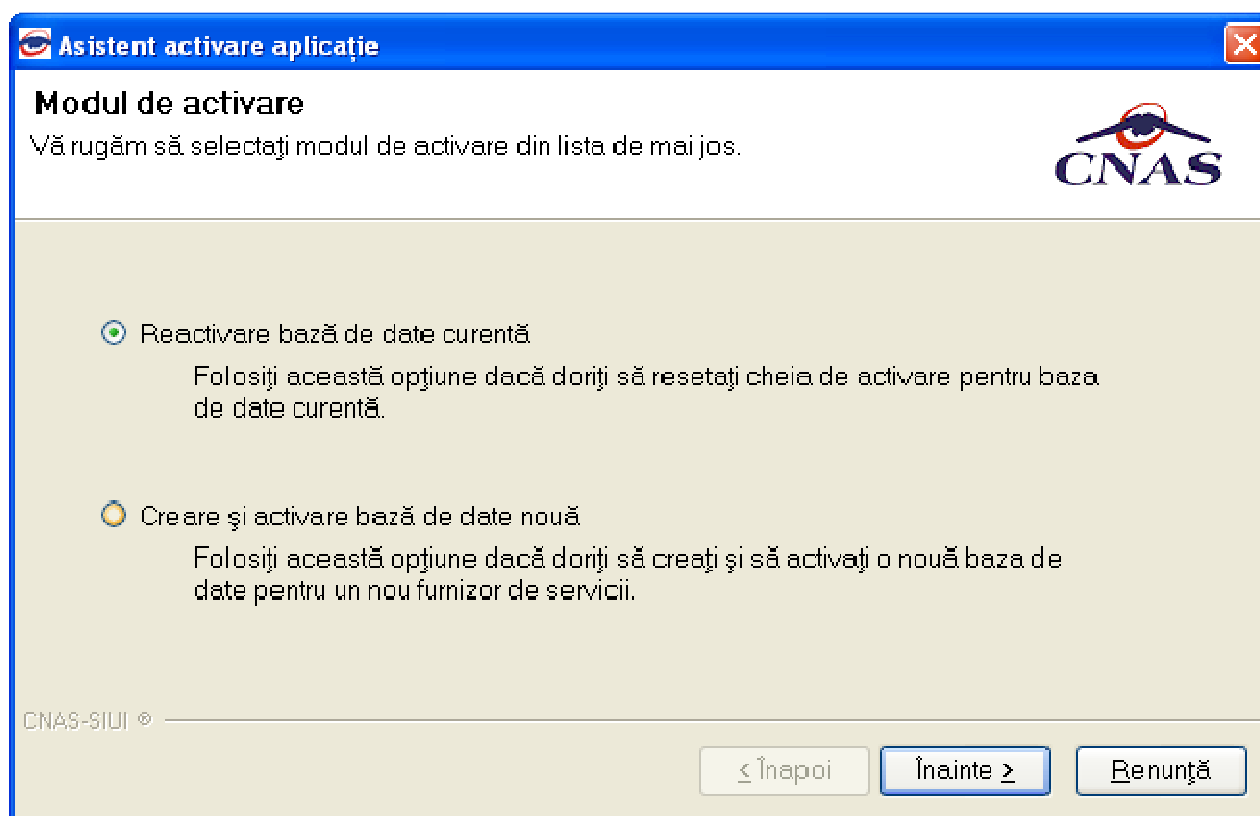 Asistent activare aplicație
Modul de activare
Vă rugăm să selectați modul de activare din lista de mai jos.
CNAS
Reactivare bază de date curentă
Folosiți această opțiune dacă doriți să resetați cheia de activare pentru baza
de date curentă.
Creare şi activare bază de date nouă
Folosiți această opțiune dacă doriți să creați şi să activați o nouă baza de
date pentru un nou furnizor de servicii.
CNAS-SIUI ®
< Înapoi
Înainte >
Renunță